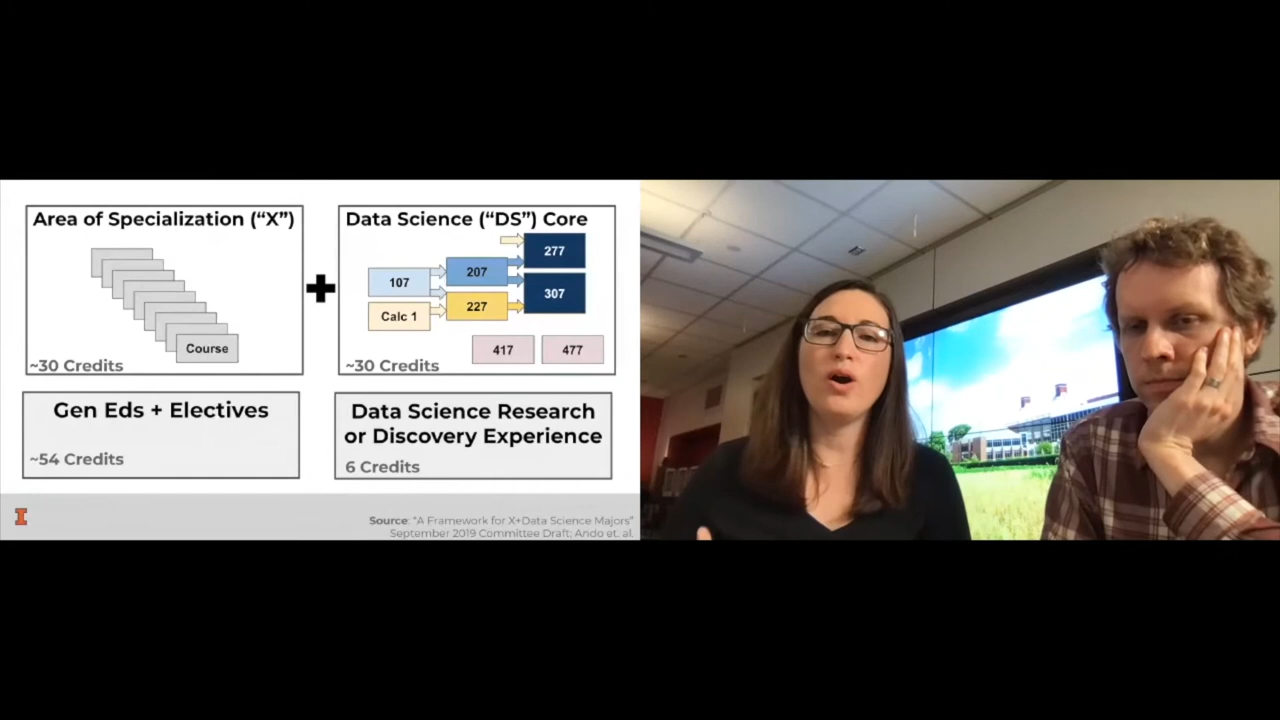 Area of Specialization (“X”)
Course
~30 Credits
Data Science (“DS”) Core
277
207
107
307
227
Calc 1
417
477
~30 Credits
Gen Eds + Electives
~54 Credits
Data Science Research
or Discovery Experience
6 Credits
I
Source: "A Framework for X+Data Science Majors"
September 2019 Committee Draft; Ando et. al.